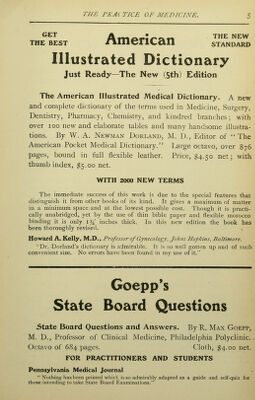 THE PRACTICE OF MEDICINE. 5
GET THE BEST
American
THE NEW STANDARD
Illustrated Dictionary
Just Ready—The New (5th) Edition
The American Illustrated Medical Dictionary. A new
and complete dictionary of the terms used in Medicine, Surgery,
Dentistry, Pharmacy, Chemistry, and kindred branches; with
over 100 new and elaborate tables and many handsome illustra-
tions. By W. A. NEWMAN DORLAND, M. D., Editor of "The
American Pocket Medical Dictionary." Large octavo, over 876
pages, bound in full flexible leather. Price, $4.50 net; with
thumb index, $5.00 net.
WITH 2000 NEW TERMS
The immediate success of this work is due to the special features that
distinguish it from other books of its kind. It gives a maximum of matter
in a minimum space and at the lowest possible cost. Though it is practi-
cally unabridged, yet by the use of thin bible paper and flexible morocco
binding it is only 1¾ inches thick. In this new edition the book has
been thoroughly revised.
Howard A. Kelly, M.D., Professor of Gynecology, Johns Hopkins, Baltimore.
"Dr. Dorland's dictionary is admirable. It is so well gotten up and of such
convenient size. No errors have been found in my use of it."
Goepp's
State Board Questions
State Board Questions and Answers. By R. MAX GOEPP,
M. D., Professor of Clinical Medicine, Philadelphia Polyclinic.
Octavo of 684 pages. Cloth, $4.00 net.
FOR PRACTITIONERS AND STUDENTS
Pennsylvania Medical Journal
"Nothing has been printed which is so admirably adapted as a guide and self-quiz for
those intending to take State Board Examinations."